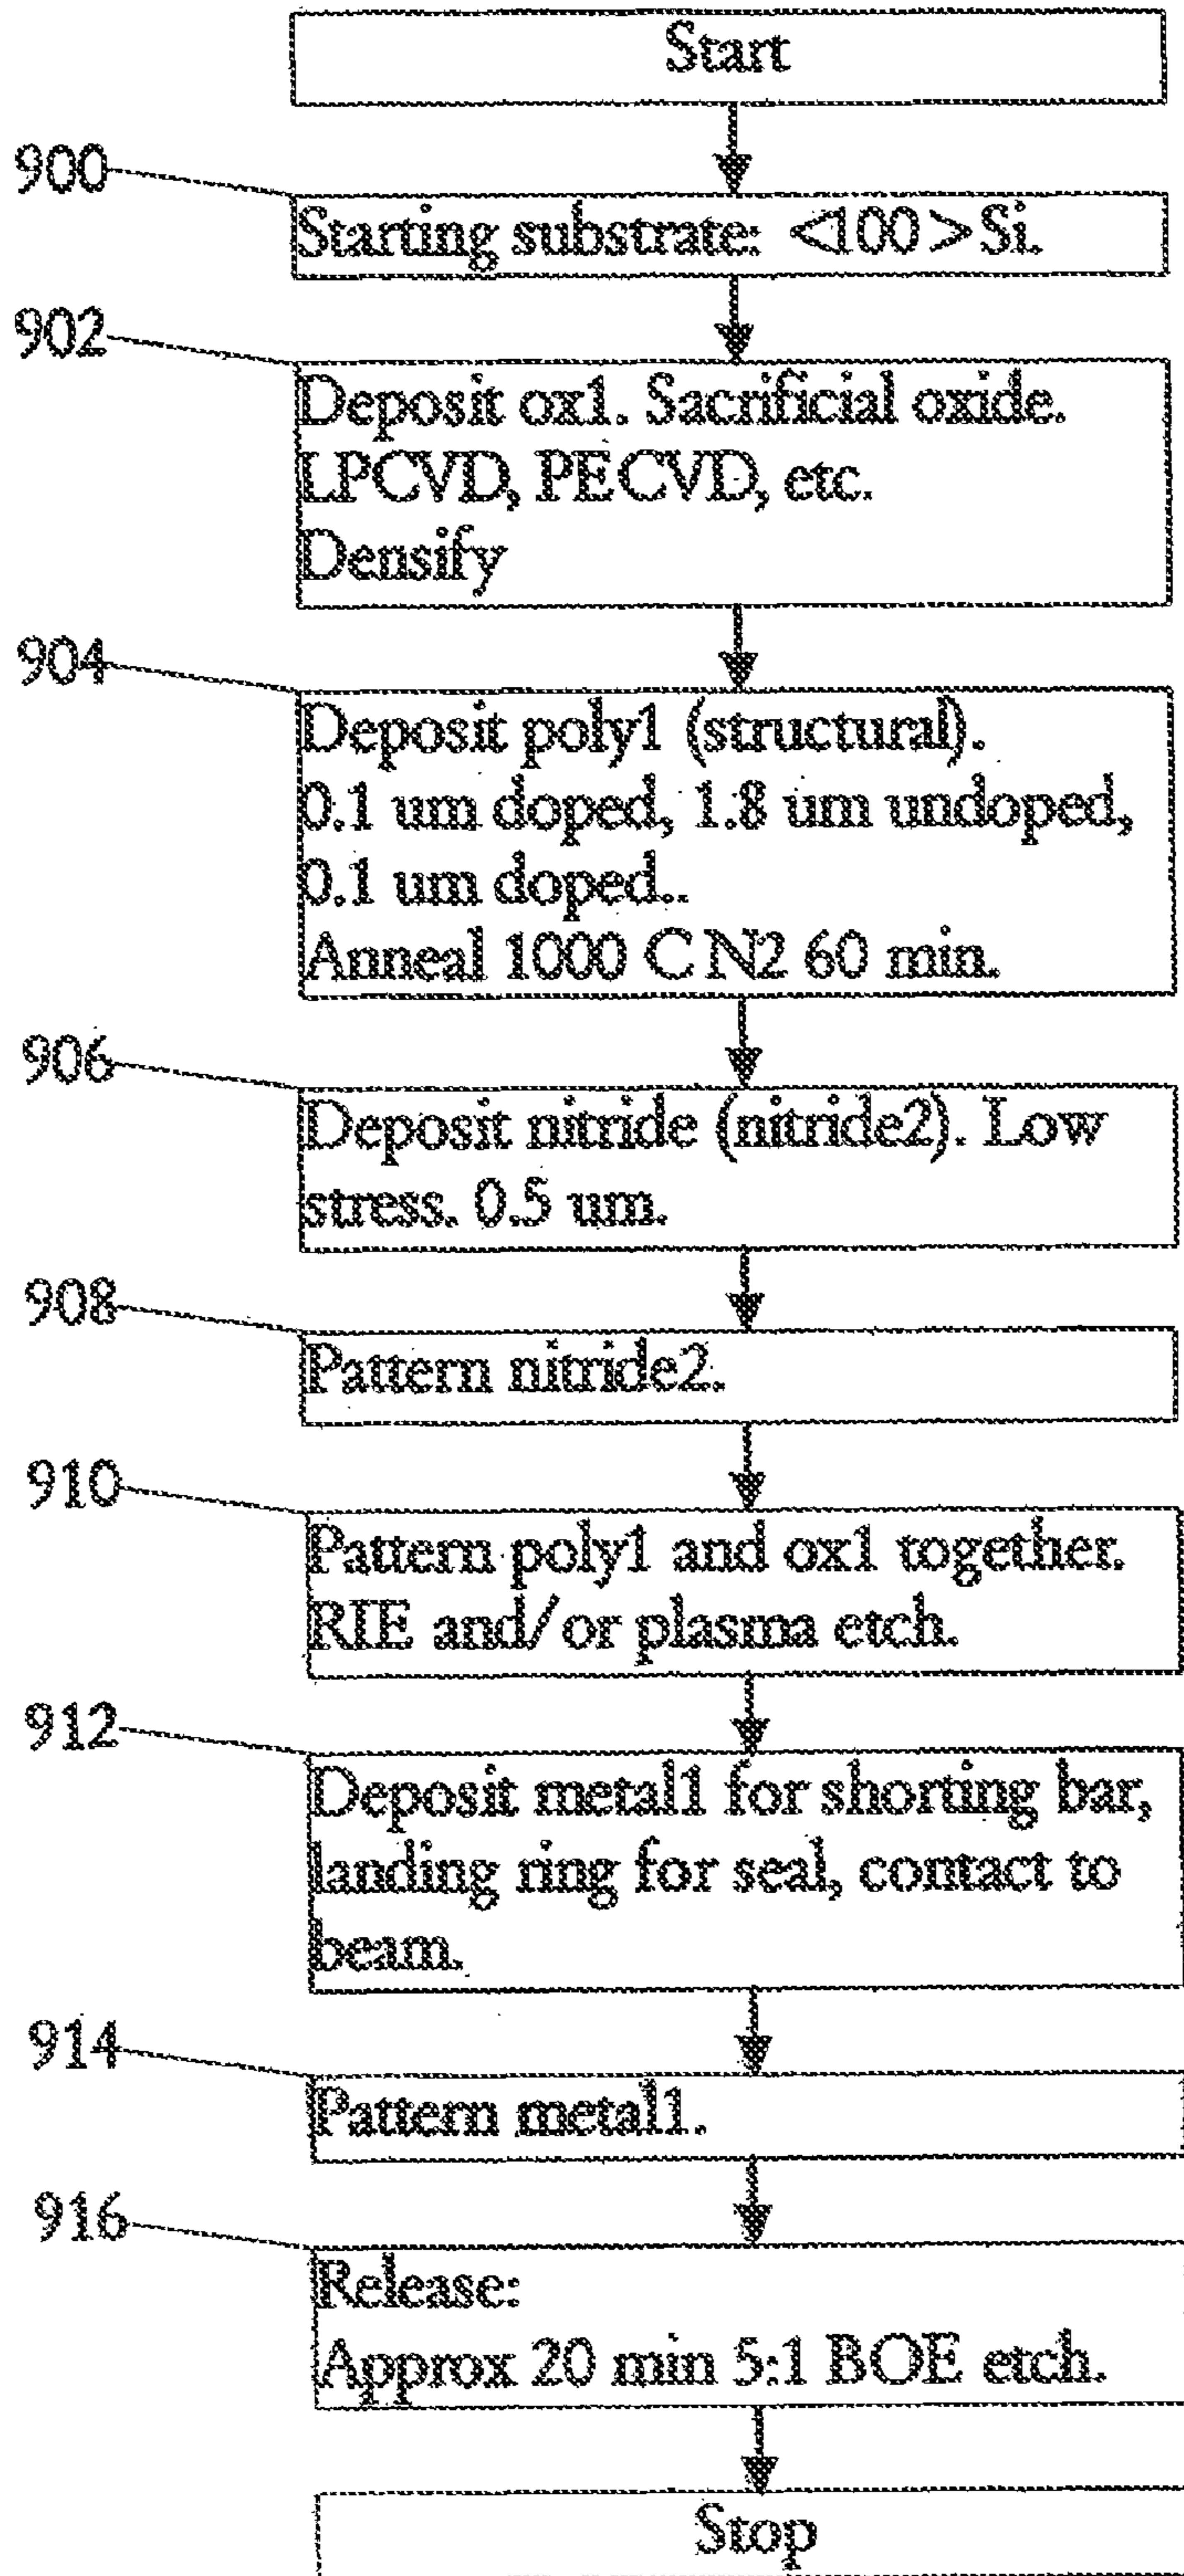 Start
900
Starting substrate: <100> Si.
902
Deposit ox1. Sacrificial oxide.
LPCVD, PECVD, etc.
Densify
904
Deposit poly1 (structural).
0.1 um doped, 1.8 um undoped,
0.1 um doped..
Anneal 1000 C N2 60 min.
906
Deposit nitride (nitride2). Low
stress. 0.5 um.
908
Pattern nitride2.
910
Pattern poly1 and ox1 together.
RIE and/or plasma etch.
912
Deposit metal1 for shorting bar,
landing ring for seal, contact to
beam.
914
Pattern metal1.
916
Release:
Approx 20 min 5:1 BOE etch.
Stop